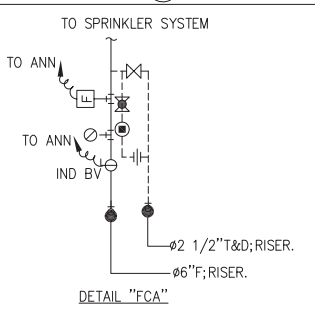 TO SPRINKLER SYSTEM
TO ANN
F
TO ANN
IND BV
ø2 1/2"T&D; RISER.
ø6"F; RISER.
DETAIL "FCA"